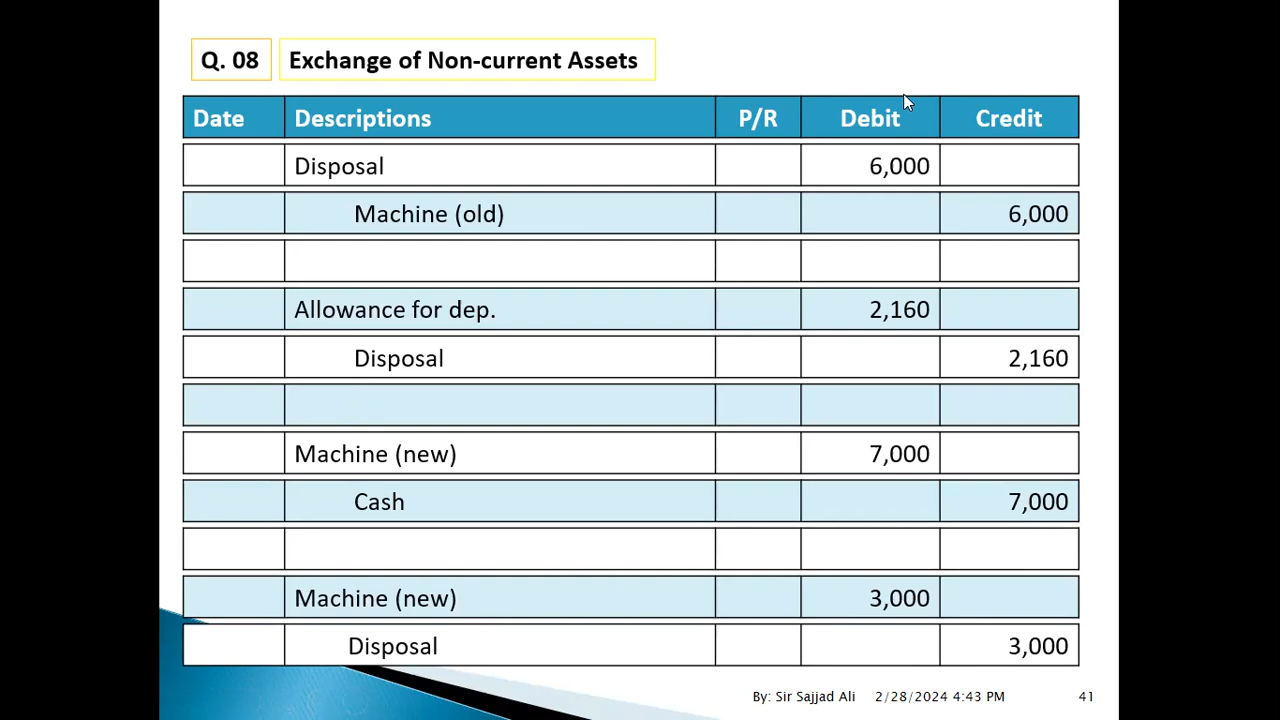 Q. 08 Exchange of Non-current Assets
Date Descriptions P/R Debit Credit
Disposal 6,000
Machine (old) 6,000
Allowance for dep. 2,160
Disposal 2,160
Machine (new) 7,000
Cash 7,000
Machine (new) 3,000
Disposal 3,000
By: Sir Sajjad Ali 2/28/2024 4:43 PM 41